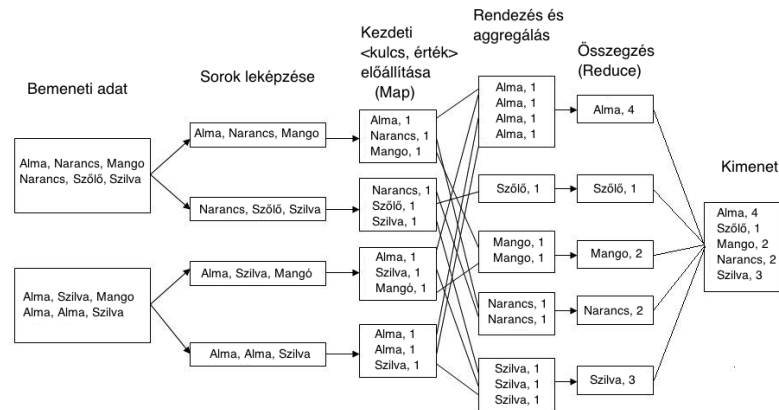 Bemeneti adat
Alma, Narancs, Mango
Narancs, Szőlő, Szilva
Alma, Szilva, Mango
Alma, Alma, Szilva
Sorok leképzése
Alma, Narancs, Mango
Narancs, Szőlő, Szilva
Alma, Szilva, Mangó
Alma, Alma, Szilva
Kezdeti
<kulcs, érték>
előállítása
(Map)
Alma, 1
Narancs, 1
Mango, 1
Narancs, 1
Szőlő, 1
Szilva, 1
Alma, 1
Szilva, 1
Mangó, 1
Alma, 1
Alma, 1
Szilva, 1
Rendezés és
aggregálás
Alma, 1
Alma, 1
Alma, 1
Alma, 1
Szőlő, 1
Mango, 1
Mango, 1
Narancs, 1
Narancs, 1
Szilva, 1
Szilva, 1
Szilva, 1
Összegzés
(Reduce)
Alma, 4
Szőlő, 1
Mango, 2
Narancs, 2
Szilva, 3
Kimenet
Alma, 4
Szőlő, 1
Mango, 2
Narancs, 2
Szilva, 3